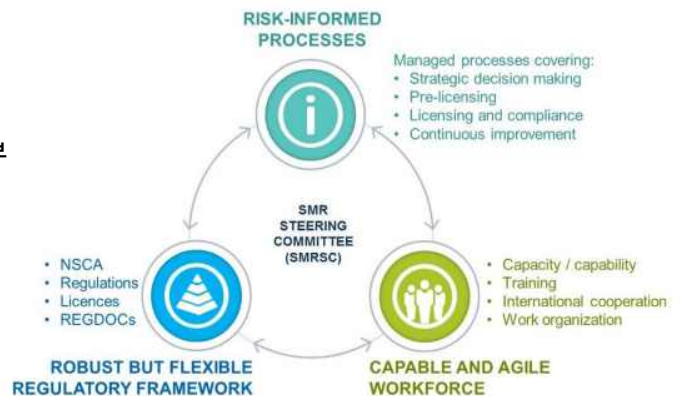 RISK-INFORMED
PROCESSES
Managed processes covering:
• Strategic decision making
• Pre-licensing
• Licensing and compliance
• Continuous improvement
SMR
STEERING
COMMITTEE
(SMRSC)
• NSCA
• Regulations
• Licences
• REGDOCs
ROBUST BUT FLEXIBLE
REGULATORY FRAMEWORK
• Capacity / capability
• Training
• International cooperation
• Work organization
CAPABLE AND AGILE
WORKFORCE